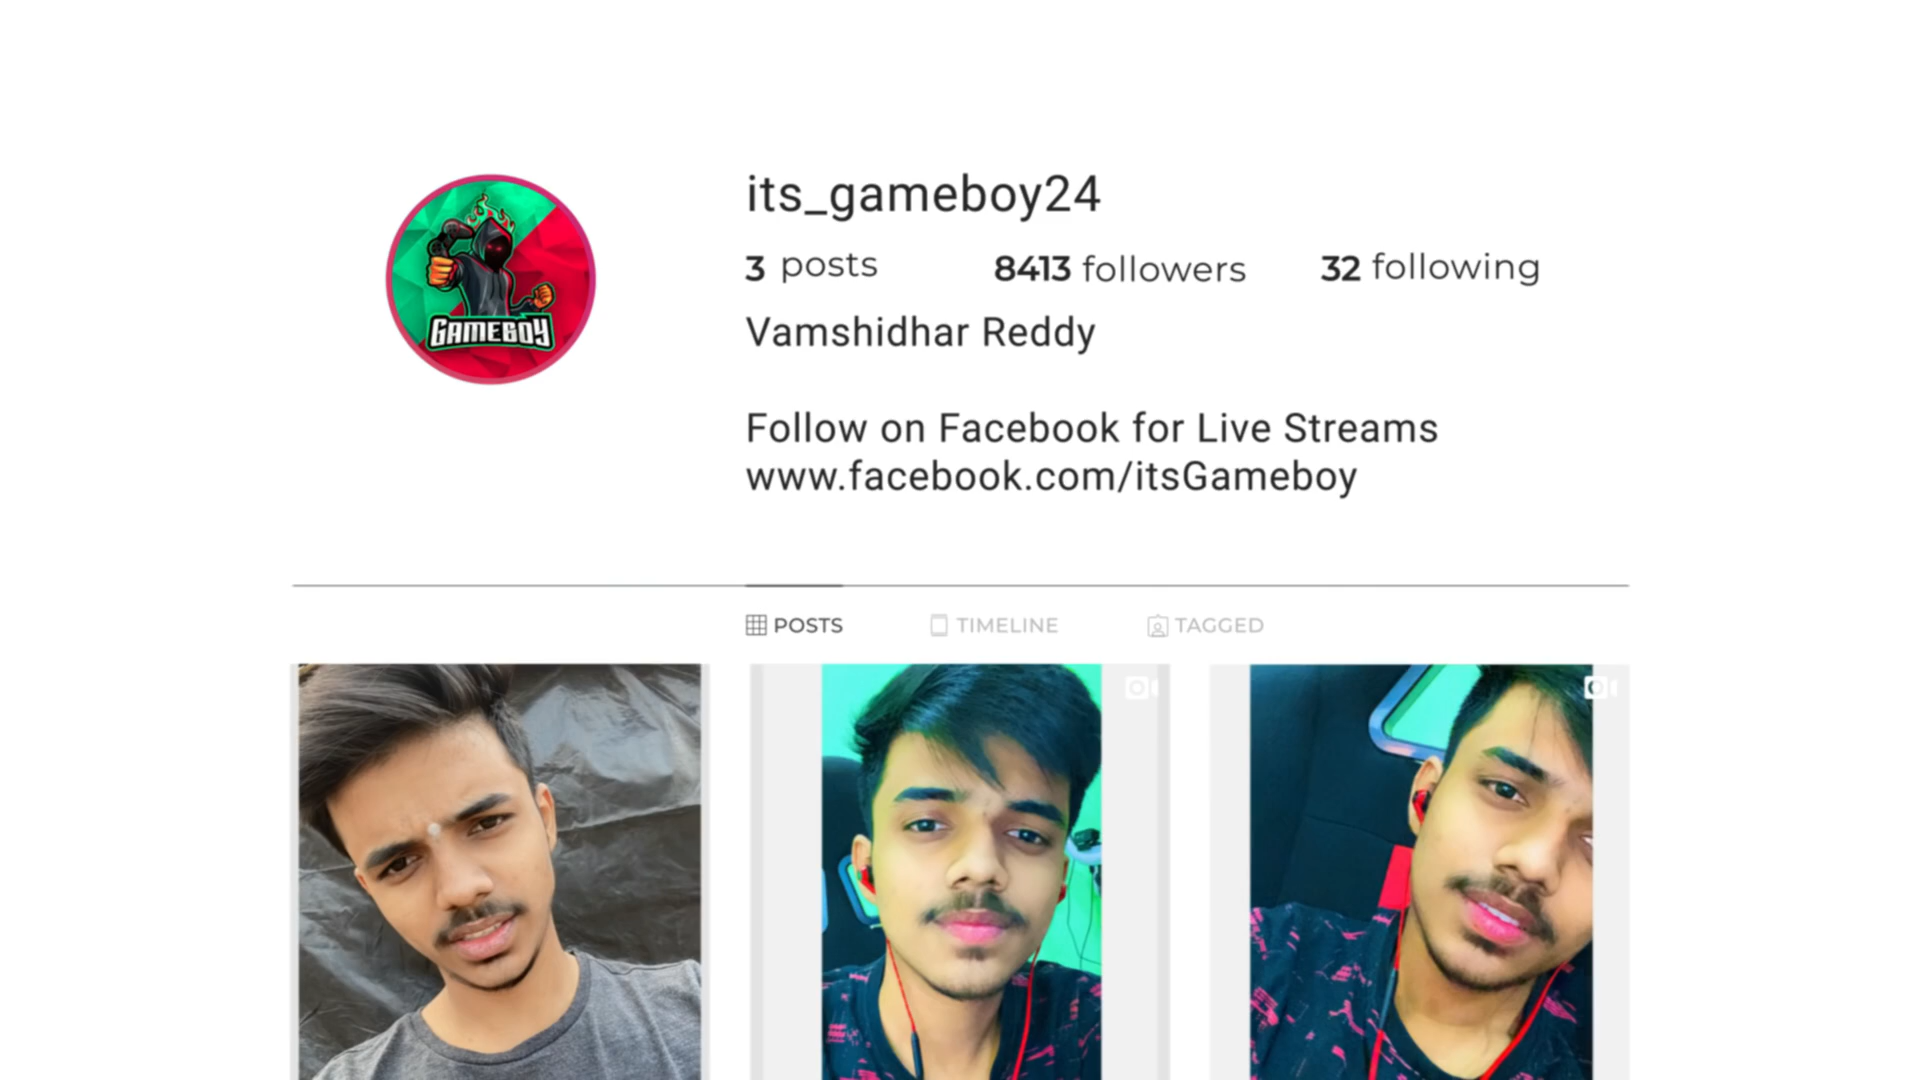 its_gameboy24
3 posts 8413 followers 32 following
Vamshidhar Reddy
Follow on Facebook for Live Streams
www.facebook.com/itsGameboy
GAMEBOY
POSTS TIMELINE TAGGED